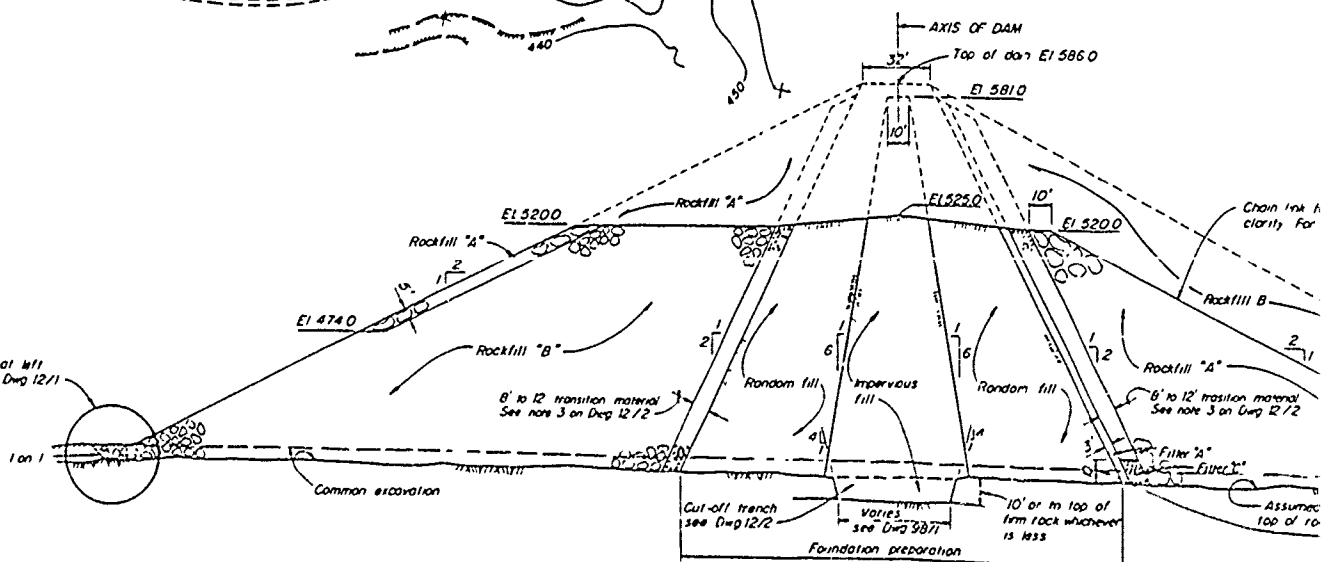 440
450
AXIS OF DAM
Top of dam El 586.0
32'
El 581.0
10'
Rockfill "A"
El. 520.0
El. 525.0
10'
El 520.0
Chain link
clarity For
Rockfill "A"
1
2
5'
El 474.0
Rockfill B
Rockfill "B"
1
2
1
6
1
6
1
2
2
1
at left
Dwg 12/1
Random fill
Impervious
fill
Random fill
Rockfill "A"
8' to 12' transition material
See note 3 on Dwg 12/2
8' to 12' trasition material
See note 3 on Dwg 12/2
4
4
3'
Filter "A"
Filter "C"
1 on 1
Common excavation
Cut-off trench
see Dwg 12/2
varies
see Dwg 98/1
10' or to top of
firm rock whichever
is less
Assumed
top of
Foundation preparation